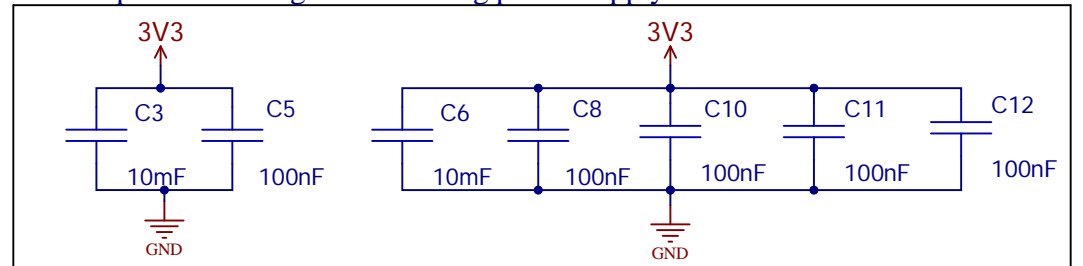 3V3 3V3
C3 C5 C6 C8 C10 C11 C12
10mF 100nF 10mF 100nF 100nF 100nF 100nF
GND GND